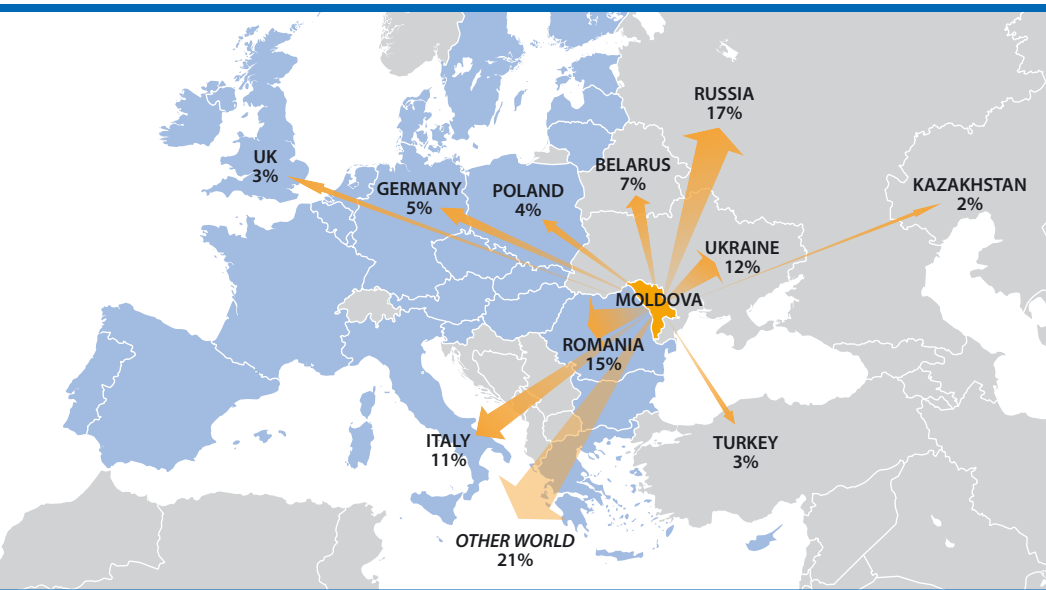 RUSSIA
17%
UK
3%
BELARUS
7%
GERMANY
5%
POLAND
4%
KAZAKHSTAN
2%
UKRAINE
12%
MOLDOVA
ROMANIA
15%
ITALY
11%
TURKEY
3%
OTHER WORLD
21%